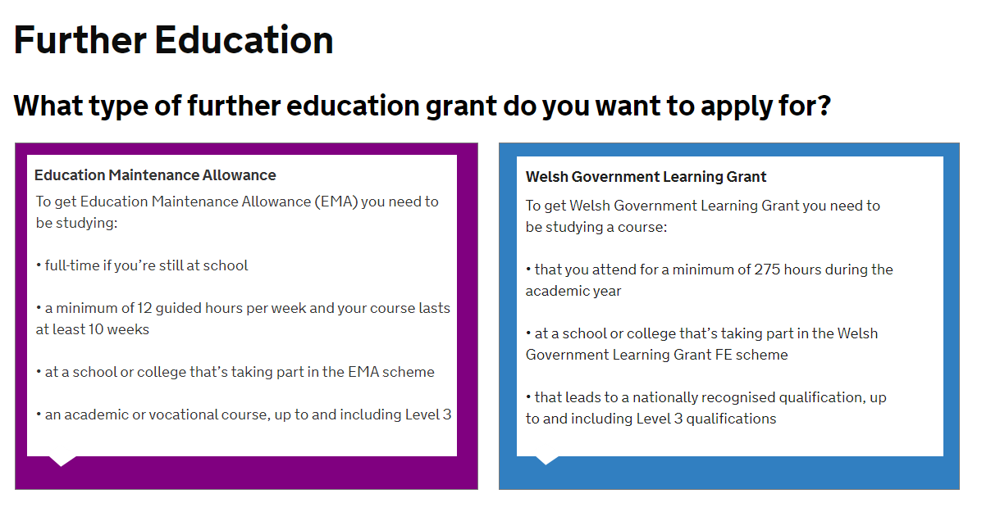 Further Education
What type of further education grant do you want to apply for?
Education Maintenance Allowance
To get Education Maintenance Allowance (EMA) you need to
be studying:
• full-time if you’re still at school
• a minimum of 12 guided hours per week and your course lasts
at least 10 weeks
• at a school or college that’s taking part in the EMA scheme
• an academic or vocational course, up to and including Level 3
Welsh Government Learning Grant
To get Welsh Government Learning Grant you need to
be studying a course:
• that you attend for a minimum of 275 hours during the
academic year
• at a school or college that’s taking part in the Welsh
Government Learning Grant FE scheme
• that leads to a nationally recognised qualification, up
to and including Level 3 qualifications